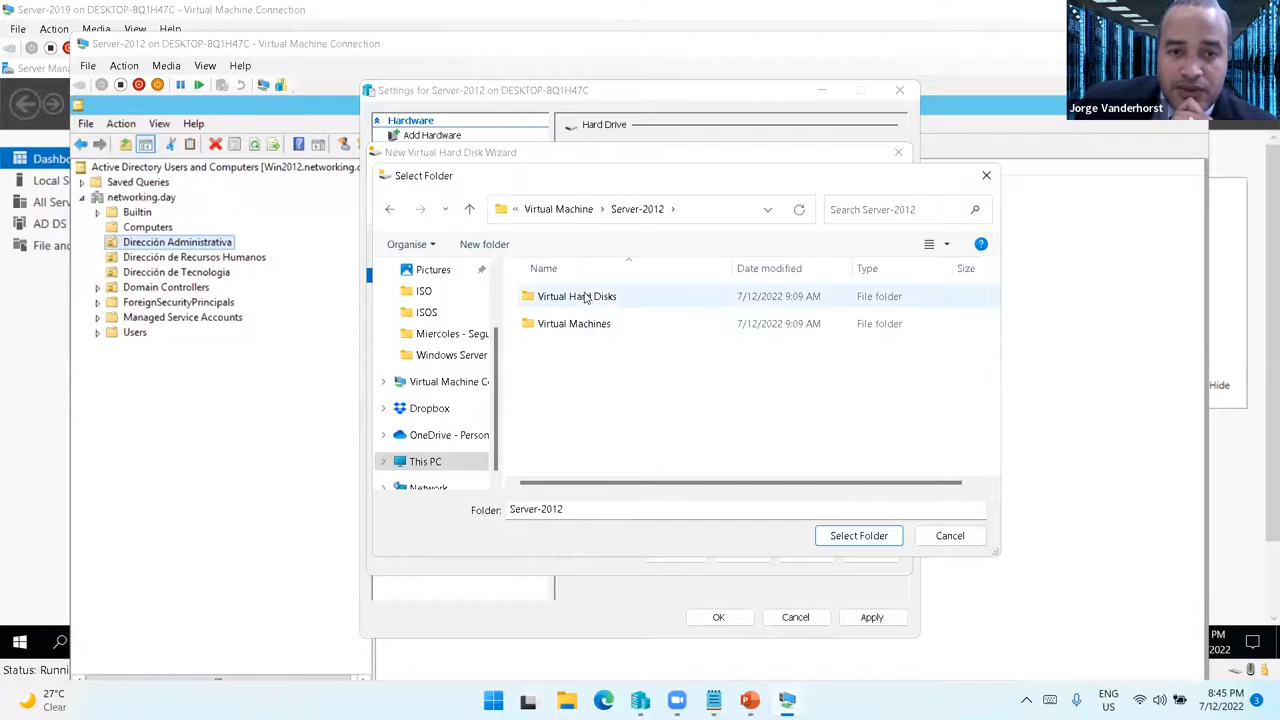 Server-2019 on DESKTOP-8Q1H47C - Virtual Machine Connection
File Action Media View Help
Server-2012 on DESKTOP-8Q1H47C - Virtual Machine Connection
File Action Media View Help
Server Man
Jorge Vanderhorst
Settings for Server-2012 on DESKTOP-8Q1H47C
Hardware
Add Hardware
Hard Drive
File Action View Help
New Virtual Hard Disk Wizard
Select Folder
Dashbo
Local S
All Serv
AD DS
File and
Active Directory Users and Computers [Win2012.networking.d
Saved Queries
networking.day
Builtin
Computers
Dirección Administrativa
Dirección de Recursos Humanos
Dirección de Tecnologia
Domain Controllers
ForeignSecurityPrincipals
Managed Service Accounts
Users
« Virtual Machine > Server-2012 >
Search Server-2012
Organise New folder
Name Date modified Type Size
Virtual Hard Disks 7/12/2022 9:09 AM File folder
Virtual Machines 7/12/2022 9:09 AM File folder
Pictures
ISO
ISOS
Miercoles - Segu
Windows Server
Virtual Machine C
Dropbox
OneDrive - Person
This PC
Network
Hide
Folder: Server-2012
Select Folder Cancel
OK Cancel Apply
PM
2022
Status: Runni
27°C
Clear
ENG
US
8:45 PM
7/12/2022
3